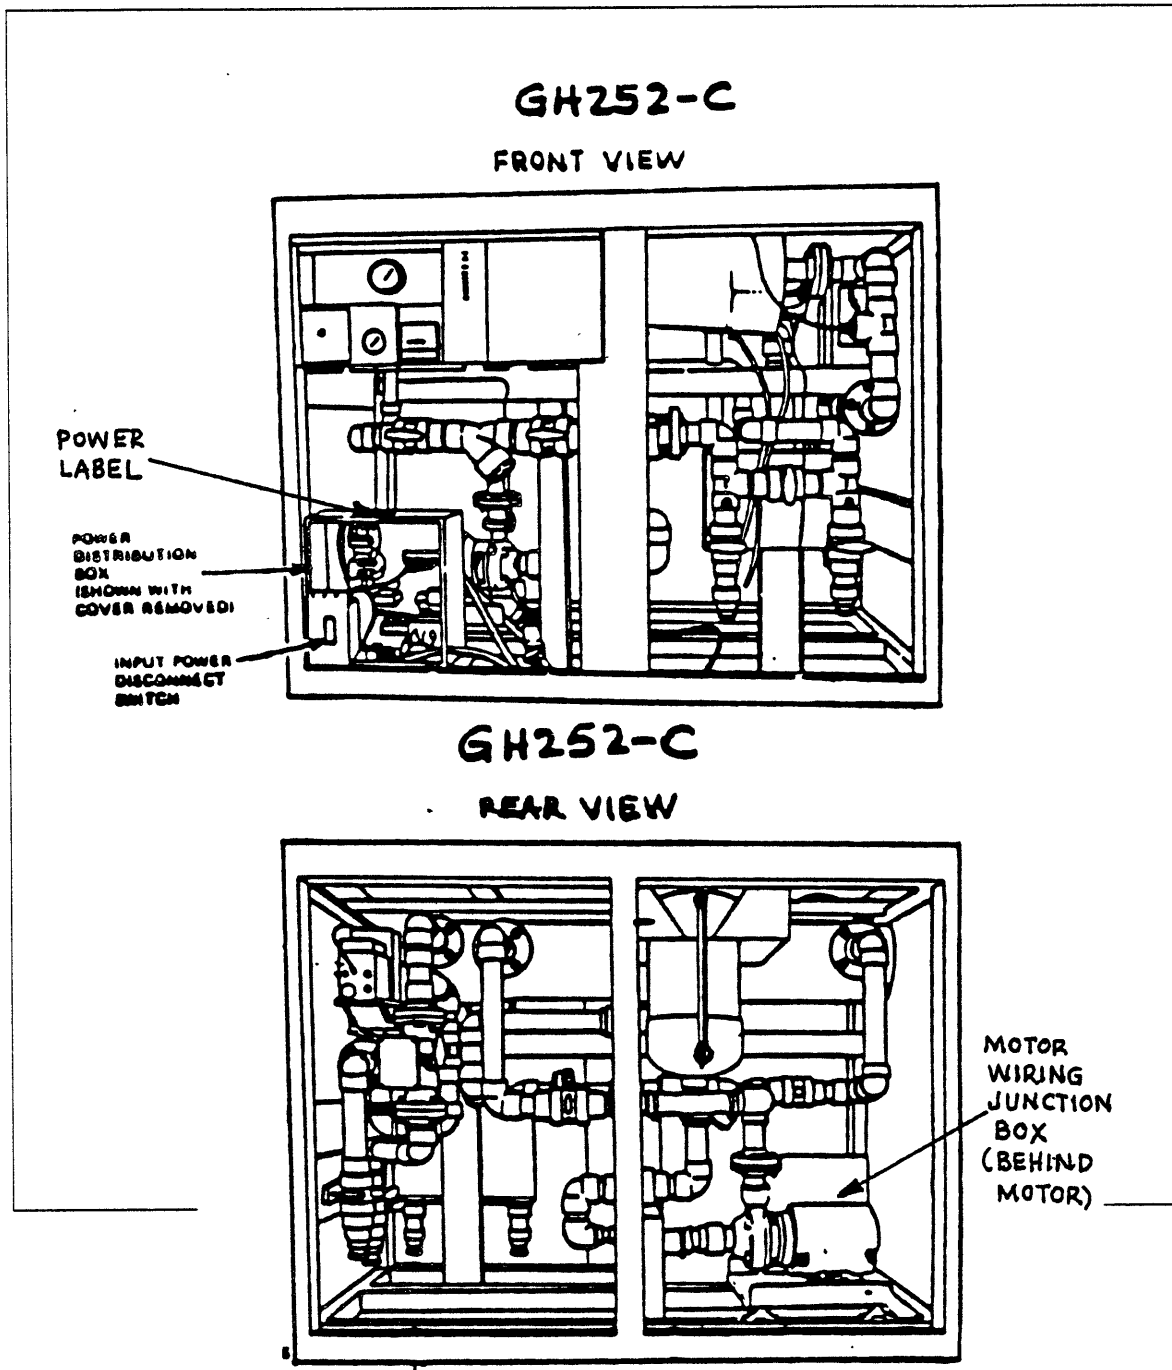 GH252-C
FRONT VIEW
POWER
LABEL
POWER
DISTRIBUTION
BOX
(SHOWN WITH
COVER REMOVED)
INPUT POWER
DISCONNECT
SWITCH
GH252-C
REAR VIEW
MOTOR
WIRING
JUNCTION
BOX
(BEHIND
MOTOR)